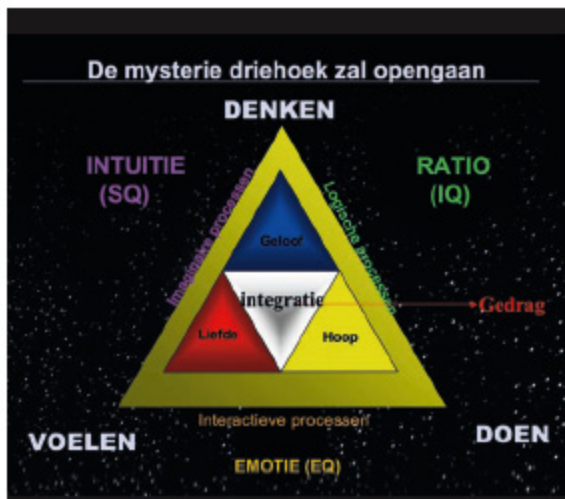 De mysterie driehoek zal opengaan
DENKEN
INTUITIE
(SQ)
RATIO
(IQ)
Imaginaire processen
Logische processen
Geloof
integratie
Gedrag
Liefde
Hoop
Interactieve processen
VOELEN
DOEN
EMOTIE (EQ)